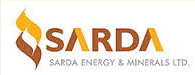 SARDA
SARDA ENERGY & MINERALS LTD.